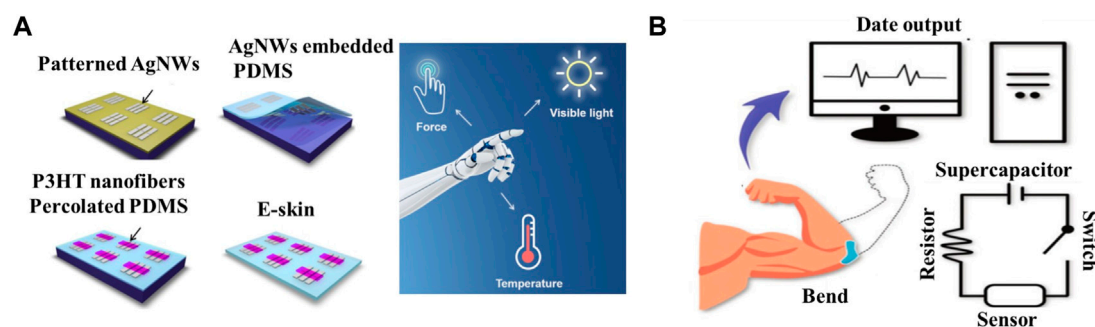 A
Patterned AgNWs
AgNWs embedded
PDMS
P3HT nanofibers
Percolated PDMS
E-skin
Force
Visible light
Temperature
B
Date output
Bend
Supercapacitor
Resistor
Switch
Sensor